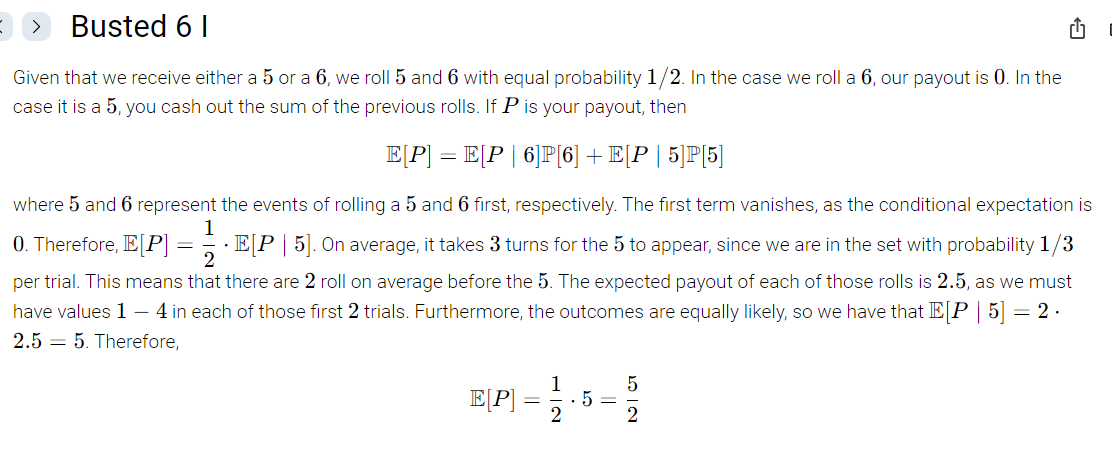 Busted 6 I
Given that we receive either a 5 or a 6, we roll 5 and 6 with equal probability 1/2. In the case we roll a 6, our payout is 0. In the
case it is a 5, you cash out the sum of the previous rolls. If P is your payout, then
𝔼[P] = 𝔼[P | 6]ℙ[6] + 𝔼[P | 5]ℙ[5]
where 5 and 6 represent the events of rolling a 5 and 6 first, respectively. The first term vanishes, as the conditional expectation is
0. Therefore, 𝔼[P] = 1/2 · 𝔼[P | 5]. On average, it takes 3 turns for the 5 to appear, since we are in the set with probability 1/3
per trial. This means that there are 2 roll on average before the 5. The expected payout of each of those rolls is 2.5, as we must
have values 1 − 4 in each of those first 2 trials. Furthermore, the outcomes are equally likely, so we have that 𝔼[P | 5] = 2 ·
2.5 = 5. Therefore,
𝔼[P] = 1/2 · 5 = 5/2